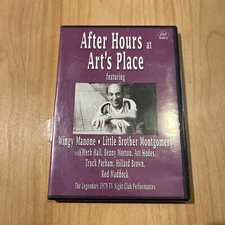 After Hours at
Art's Place
featuring
Wingy Manone • Little Brother Montgomery
with Herb Hall, Benny Morton, Art Hodes,
Truck Parham, Hillard Brown,
Red Maddock
The Legendary 1979 TV Night Club Performances